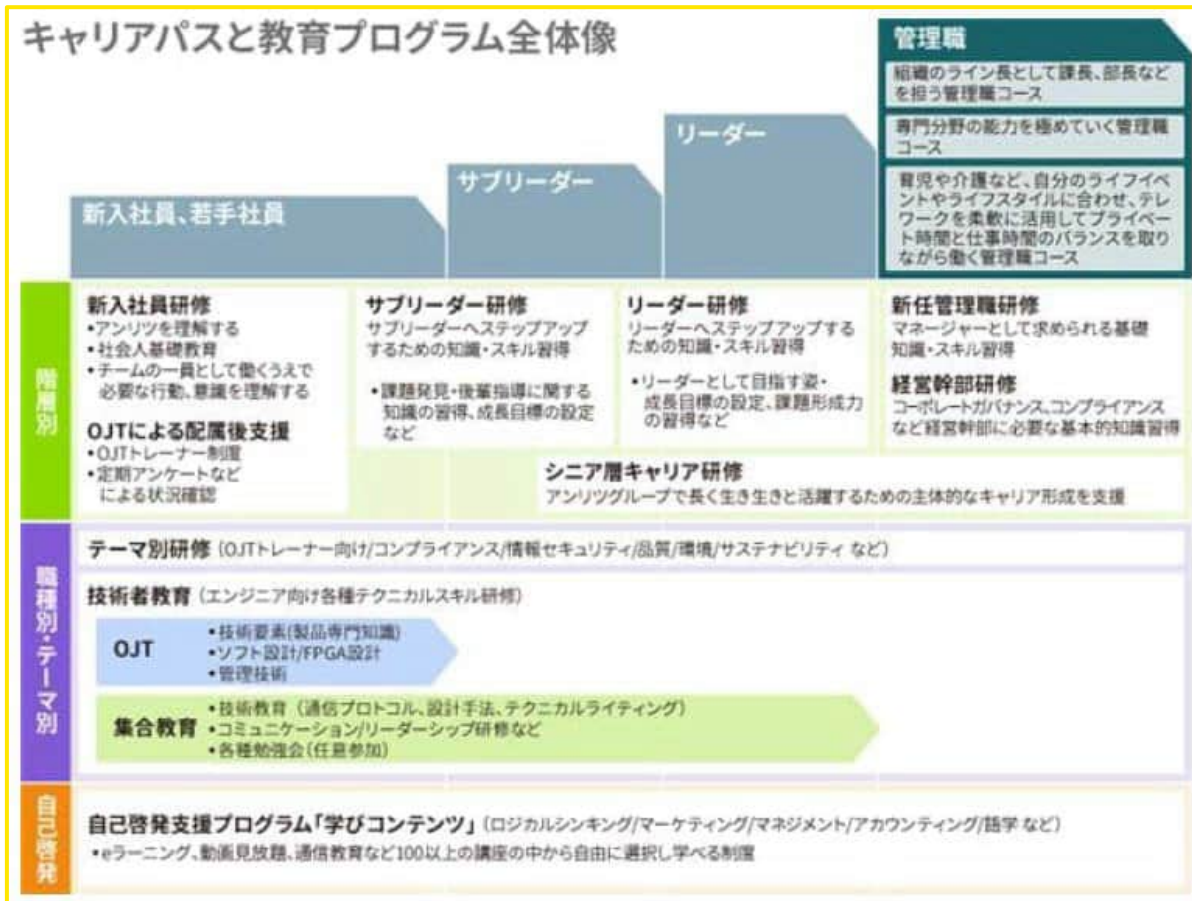 キャリアパスと教育プログラム全体像
管理職
組織のライン長として課長、部長など
を担う管理職コース
専門分野の能力を極めていく管理職
コース
育児や介護など、自分のライフイベ
ントやライフスタイルに合わせ、テレ
ワークを柔軟に活用してプライベー
ト時間と仕事時間のバランスを取り
ながら働く管理職コース
リーダー
サブリーダー
新入社員、若手社員
階層別
新入社員研修
•アンリツを理解する
•社会人基礎教育
•チームの一員として働くうえで
必要な行動、意識を理解する
OJTによる配属後支援
•OJTトレーナー制度
•定期アンケートなど
による状況確認
サブリーダー研修
サブリーダーへステップアップ
するための知識・スキル習得
•課題発見・後輩指導に関する
知識の習得、成長目標の設定
など
リーダー研修
リーダーへステップアップする
ための知識・スキル習得
•リーダーとして目指す姿・
成長目標の設定、課題形成力
の習得など
新任管理職研修
マネージャーとして求められる基礎
知識・スキル習得
経営幹部研修
コーポレートガバナンス、コンプライアンス
など経営幹部に必要な基本的知識習得
シニア層キャリア研修
アンリツグループで長く生き生きと活躍するための主体的なキャリア形成を支援
職種別・テーマ別
テーマ別研修（OJTトレーナー向け/コンプライアンス/情報セキュリティ/品質/環境/サステナビリティ など）
技術者教育（エンジニア向け各種テクニカルスキル研修）
OJT
•技術要素(製品専門知識)
•ソフト設計/FPGA設計
•管理技術
集合教育
•技術教育（通信プロトコル、設計手法、テクニカルライティング）
•コミュニケーション/リーダーシップ研修など
•各種勉強会（任意参加）
自己啓発
自己啓発支援プログラム「学びコンテンツ」（ロジカルシンキング/マーケティング/マネジメント/アカウンティング/語学 など）
•eラーニング、動画見放題、通信教育など100以上の講座の中から自由に選択し学べる制度